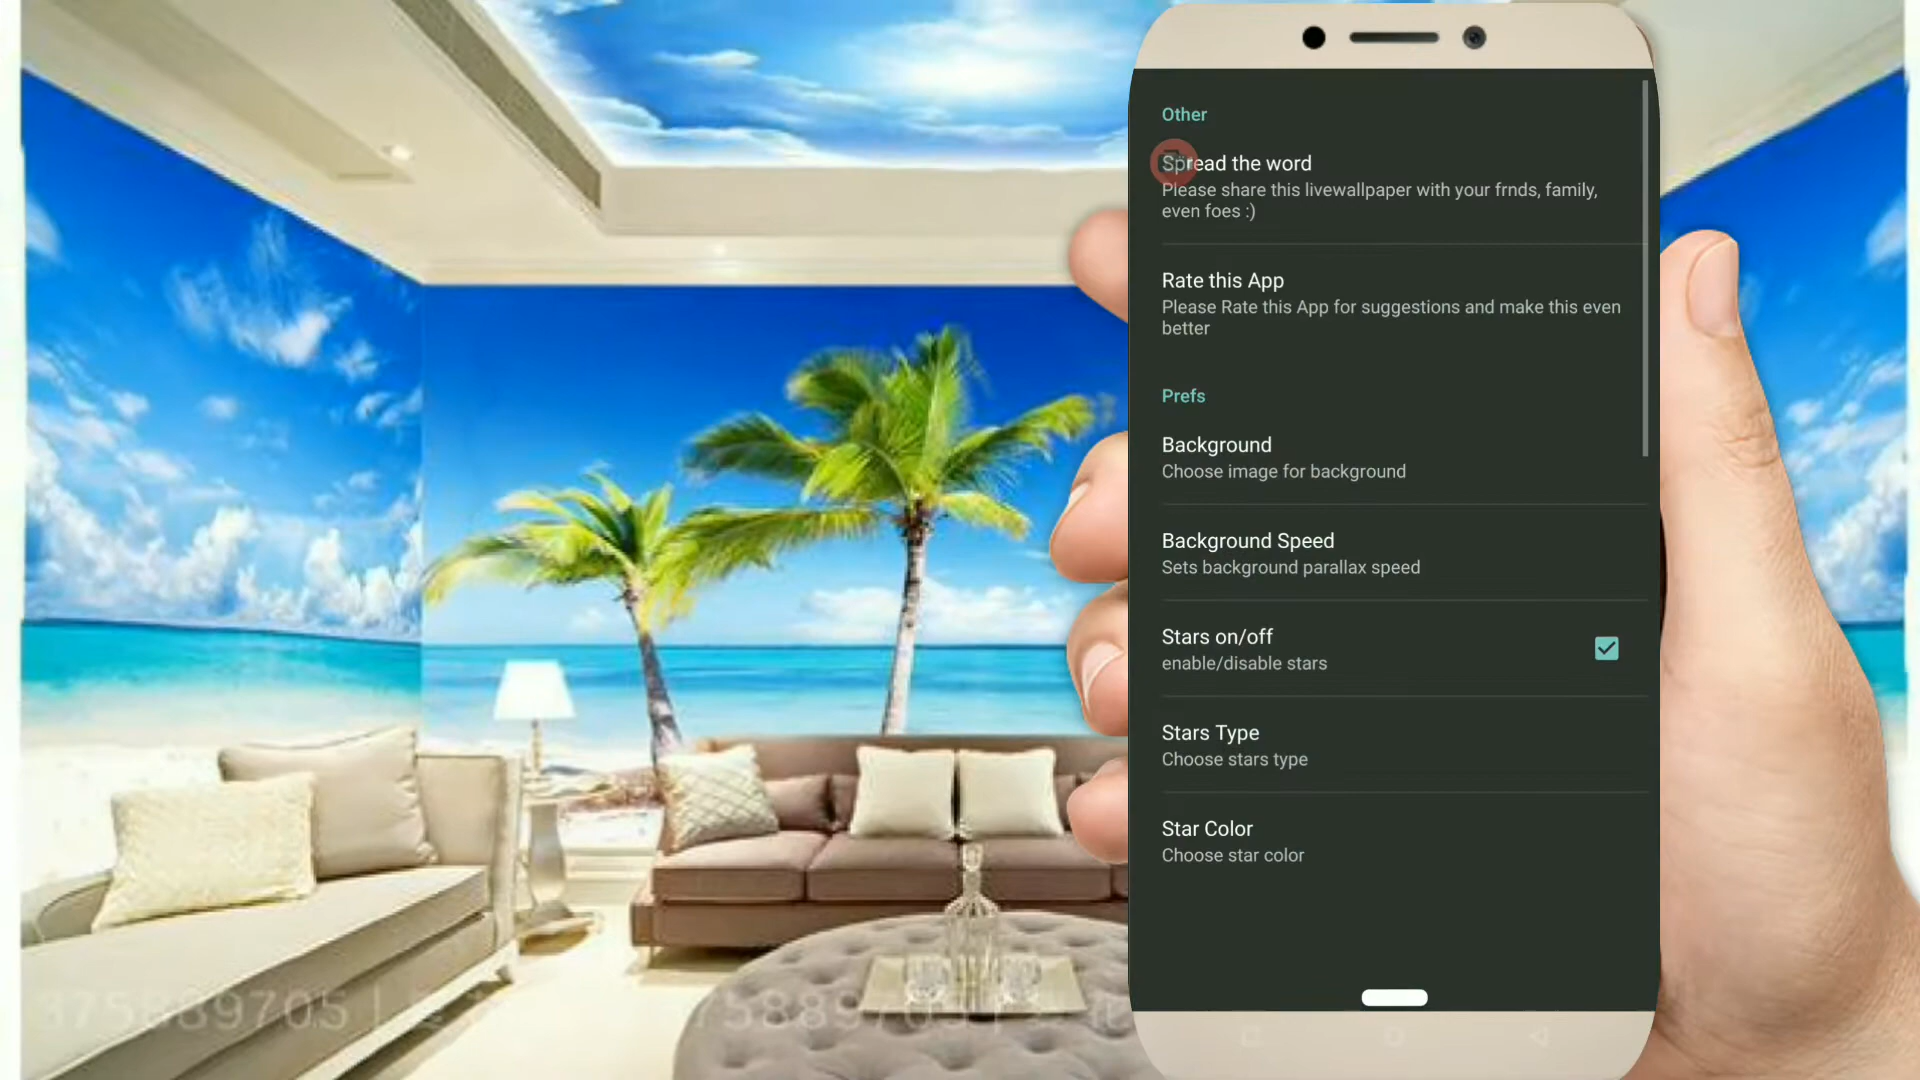 Other
Spread the word
Please share this livewallpaper with your frnds, family,
even foes :)
Rate this App
Please Rate this App for suggestions and make this even
better
Prefs
Background
Choose image for background
Background Speed
Sets background parallax speed
Stars on/off
enable/disable stars
Stars Type
Choose stars type
Star Color
Choose star color